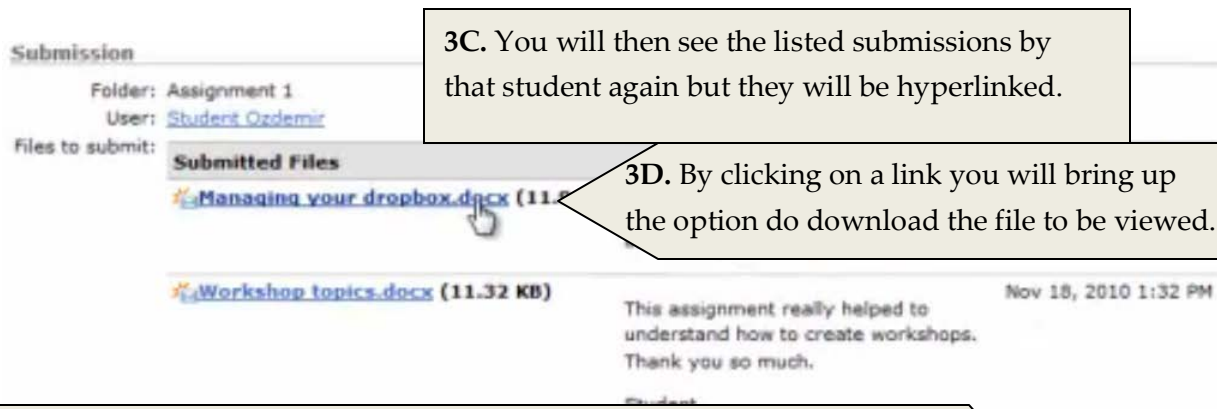 3C. You will then see the listed submissions by
that student again but they will be hyperlinked.
Submission
Folder: Assignment 1
User: Student Ozdemir
Files to submit:
Submitted Files
3D. By clicking on a link you will bring up
the option do download the file to be viewed.
Managing your dropbox.docx (11.
Workshop topics.docx (11.32 KB)
This assignment really helped to
understand how to create workshops.
Thank you so much.
Nov 18, 2010 1:32 PM
Student